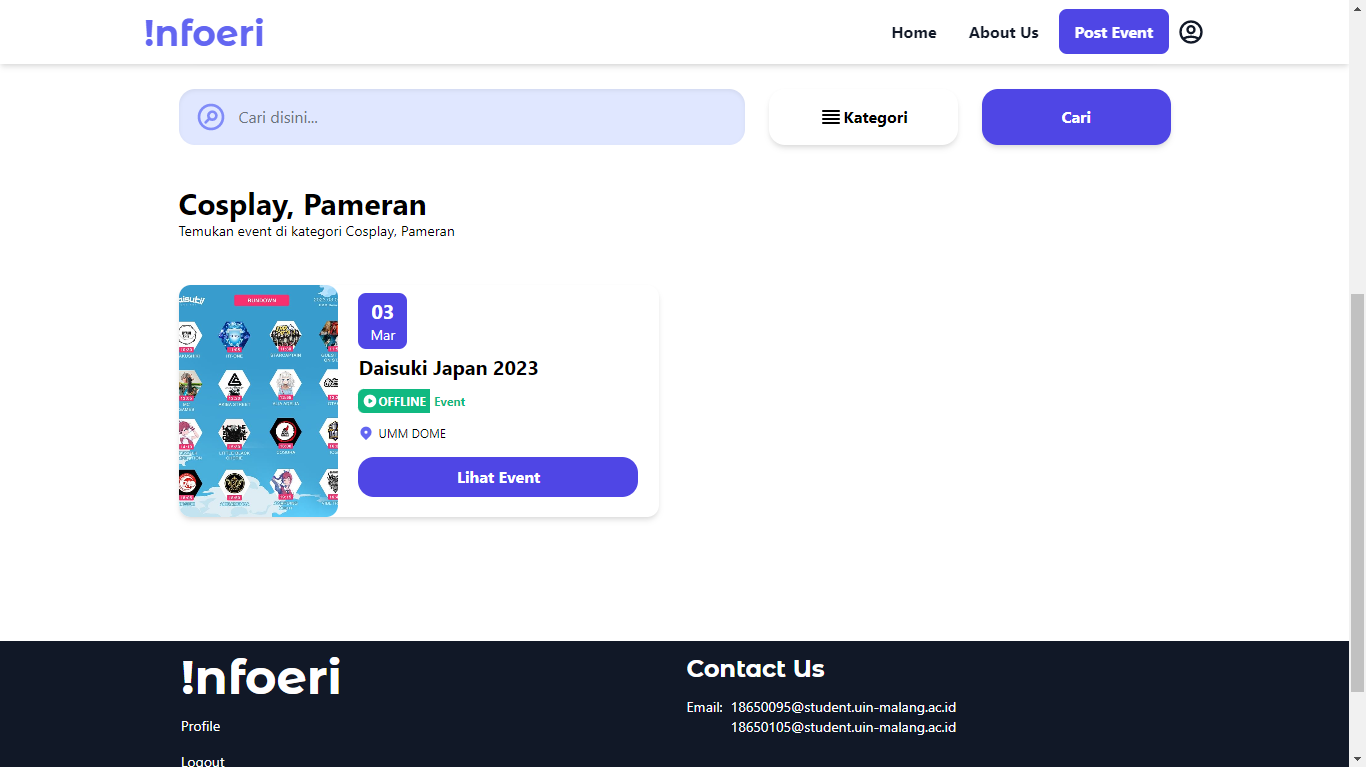 !nfoeri
Home
About Us
Post Event
Cari disini...
Kategori
Cari
Cosplay, Pameran
Temukan event di kategori Cosplay, Pameran
RUNDOWN
03
Mar
Daisuki Japan 2023
OFFLINE Event
UMM DOME
Lihat Event
!nfoeri
Profile
Logout
Contact Us
Email: 18650095@student.uin-malang.ac.id
18650105@student.uin-malang.ac.id